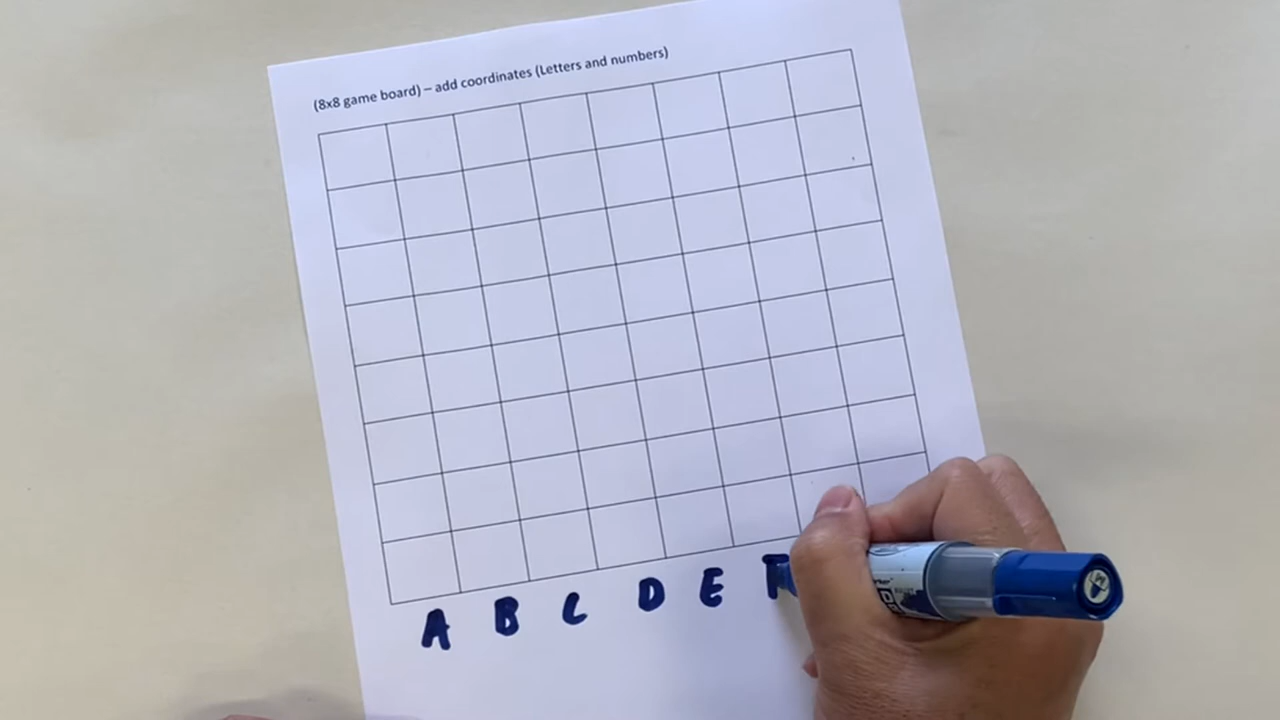 (8x8 game board) – add coordinates (Letters and numbers)
A B C D E F